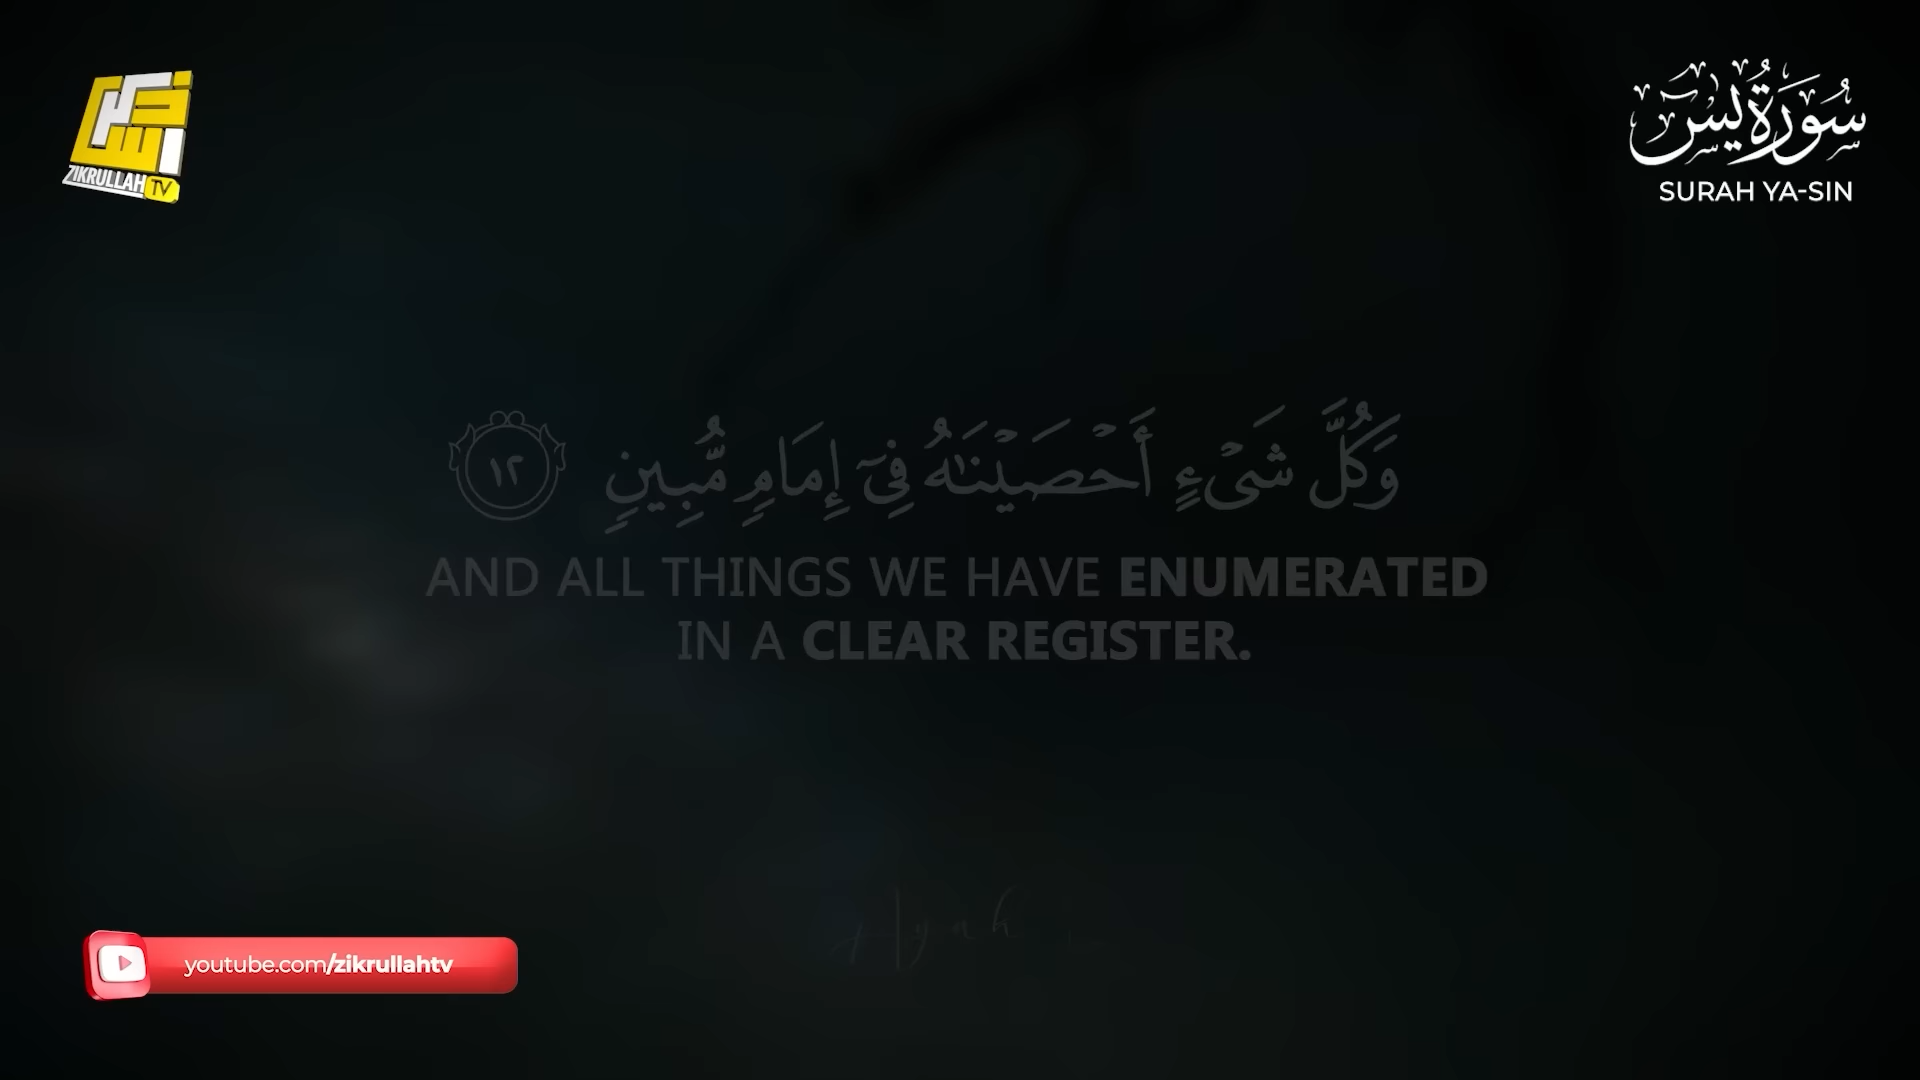 ZIKRULLAH TV
سُورَةُ يسٓ
SURAH YA-SIN
وَكُلَّ شَىْءٍ أَحْصَيْنَٰهُ فِىٓ إِمَامٍ مُّبِينٍ ١٢
AND ALL THINGS WE HAVE ENUMERATED
IN A CLEAR REGISTER.
Ayah
youtube.com/zikrullahtv